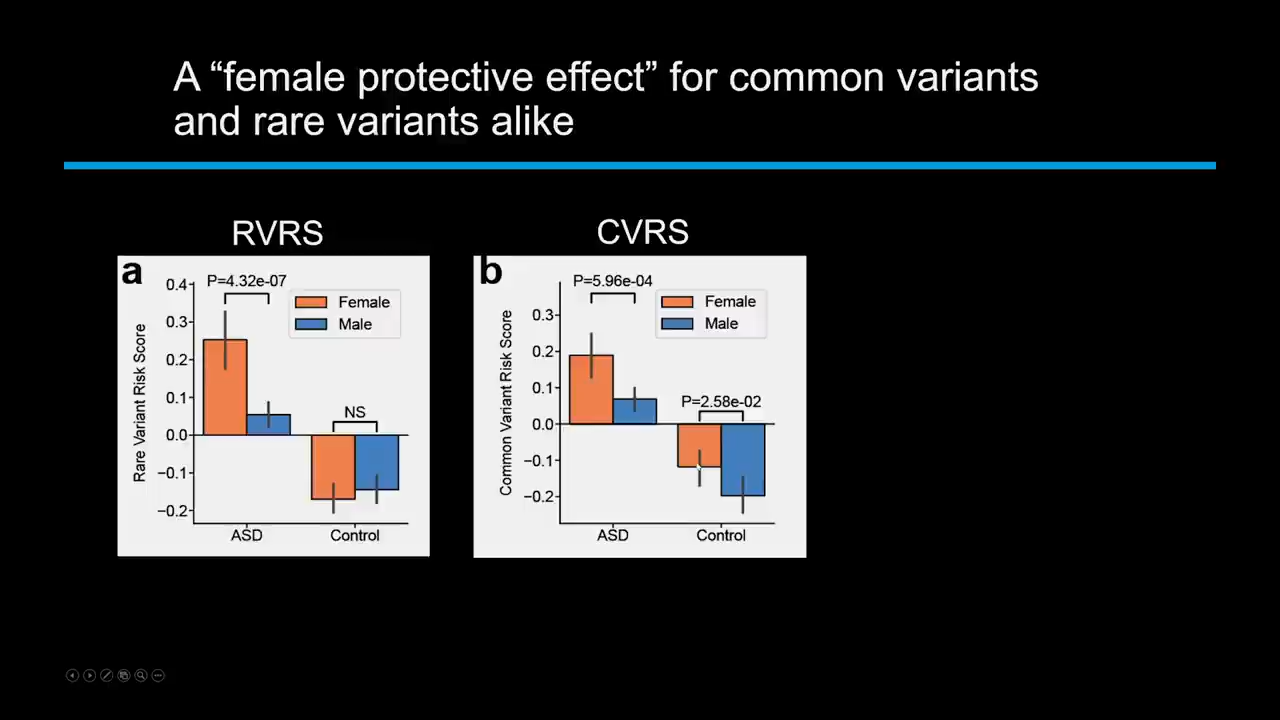 A “female protective effect” for common variants
and rare variants alike
RVRS
a
P=4.32e-07
Female
Male
NS
Rare Variant Risk Score
0.4
0.3
0.2
0.1
0.0
−0.1
−0.2
ASD
Control
CVRS
b
P=5.96e-04
Female
Male
P=2.58e-02
Common Variant Risk Score
0.3
0.2
0.1
0.0
−0.1
−0.2
ASD
Control